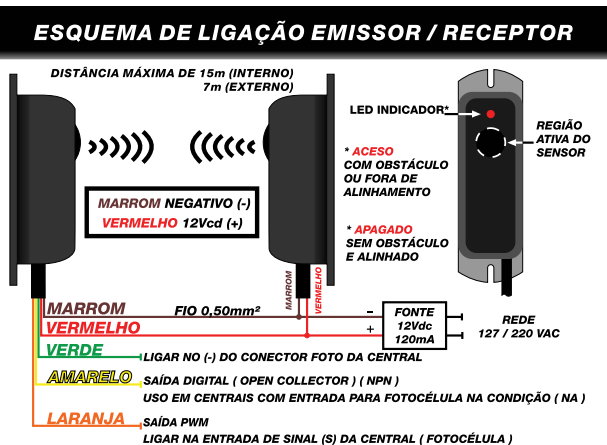 ESQUEMA DE LIGAÇÃO EMISSOR / RECEPTOR
DISTÂNCIA MÁXIMA DE 15m (INTERNO)
7m (EXTERNO)
LED INDICADOR*
REGIÃO
ATIVA DO
SENSOR
* ACESO
COM OBSTÁCULO
OU FORA DE
ALINHAMENTO
MARROM NEGATIVO (-)
VERMELHO 12Vcd (+)
* APAGADO
SEM OBSTÁCULO
E ALINHADO
MARROM
VERMELHO
MARROM
FIO 0,50mm²
VERMELHO
- 
+
FONTE
12Vdc
120mA
REDE
127 / 220 VAC
VERDE
LIGAR NO (-) DO CONECTOR FOTO DA CENTRAL
AMARELO
SAÍDA DIGITAL ( OPEN COLLECTOR ) ( NPN )
USO EM CENTRAIS COM ENTRADA PARA FOTOCÉLULA NA CONDIÇÃO ( NA )
LARANJA
SAÍDA PWM
LIGAR NA ENTRADA DE SINAL (S) DA CENTRAL ( FOTOCÉLULA )